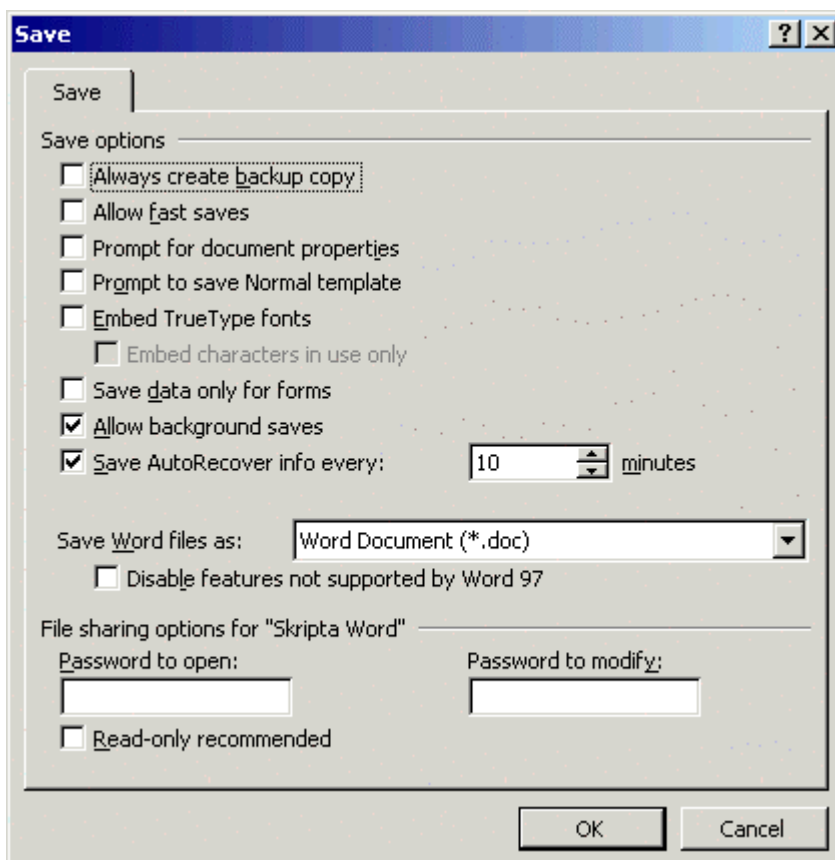 Save
Save
Save options
Always create backup copy
Allow fast saves
Prompt for document properties
Prompt to save Normal template
Embed TrueType fonts
Embed characters in use only
Save data only for forms
Allow background saves
Save AutoRecover info every: 10 minutes
Save Word files as: Word Document (*.doc)
Disable features not supported by Word 97
File sharing options for "Skripta Word"
Password to open: Password to modify:
Read-only recommended
OK Cancel